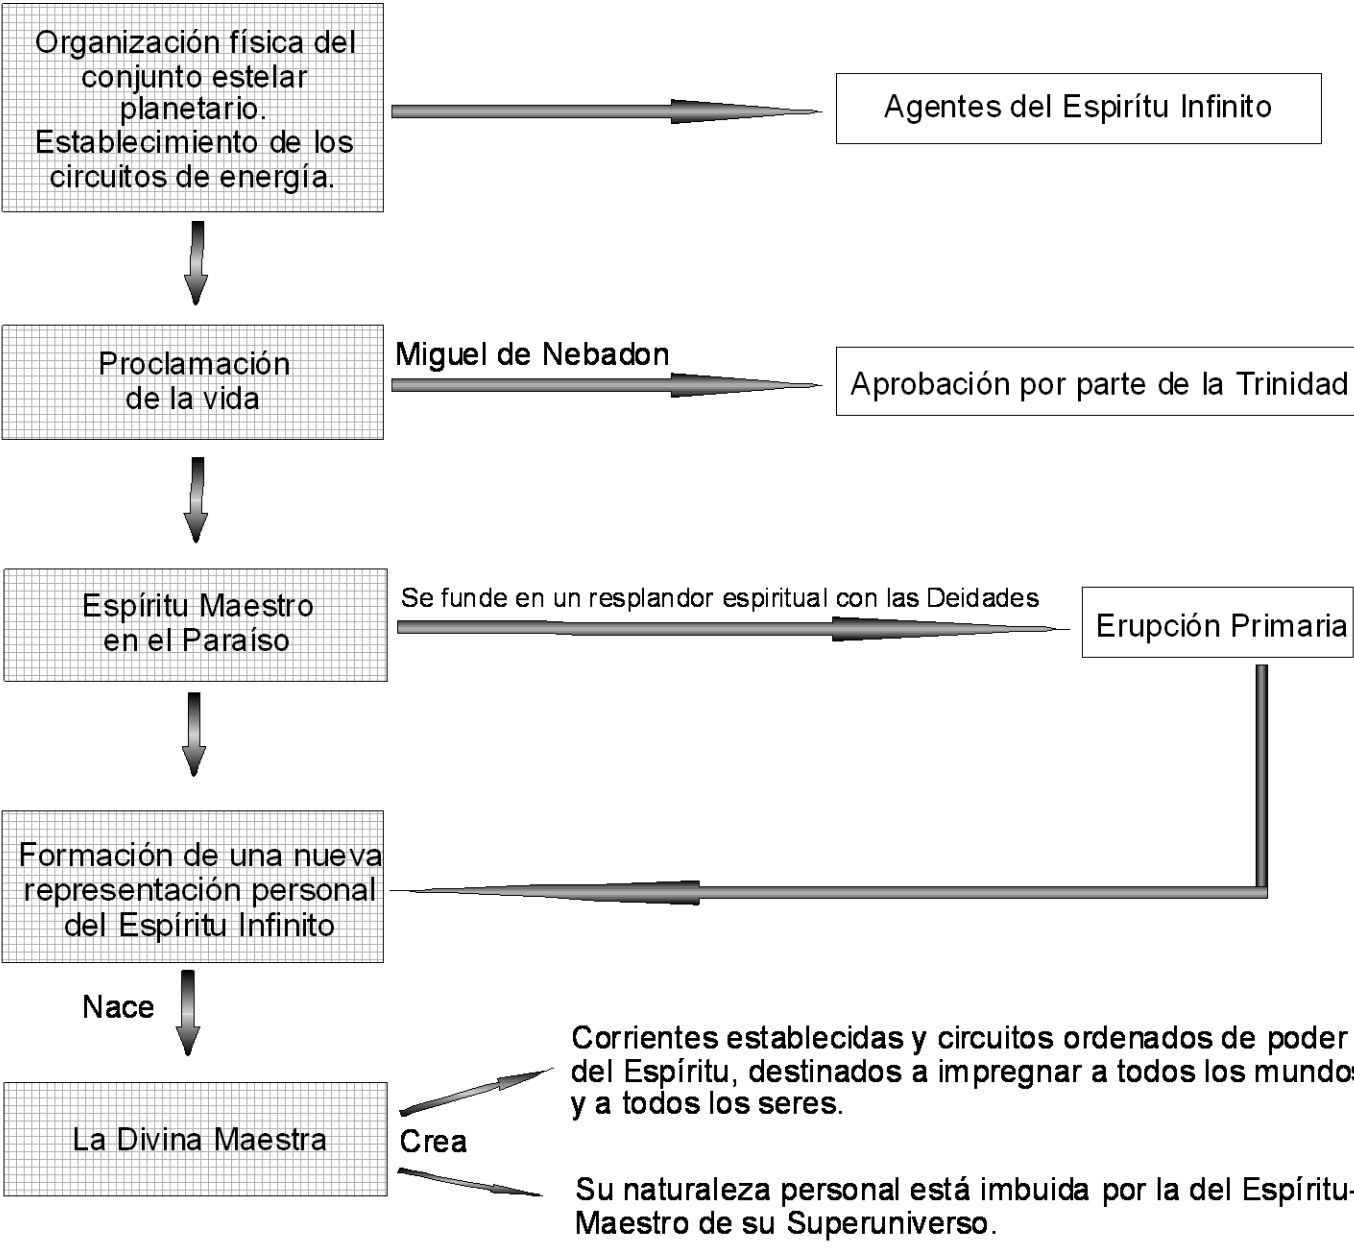 Organización física del
conjunto estelar
planetario.
Establecimiento de los
circuitos de energía.
Agentes del Espirítu Infinito
Proclamación
de la vida
Miguel de Nebadon
Aprobación por parte de la Trinidad
Espíritu Maestro
en el Paraíso
Se funde en un resplandor espiritual con las Deidades
Erupción Primaria
Formación de una nueva
representación personal
del Espíritu Infinito
Nace
La Divina Maestra
Crea
Corrientes establecidas y circuitos ordenados de poder
del Espíritu, destinados a impregnar a todos los mundos
y a todos los seres.
Su naturaleza personal está imbuida por la del Espíritu-
Maestro de su Superuniverso.